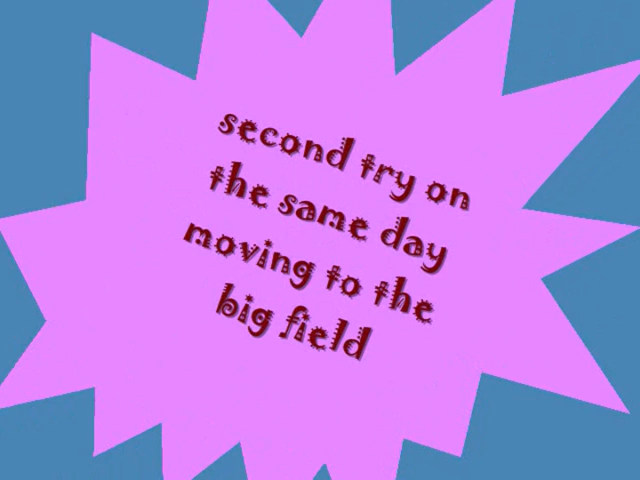 second try on
the same day
moving to the
big field